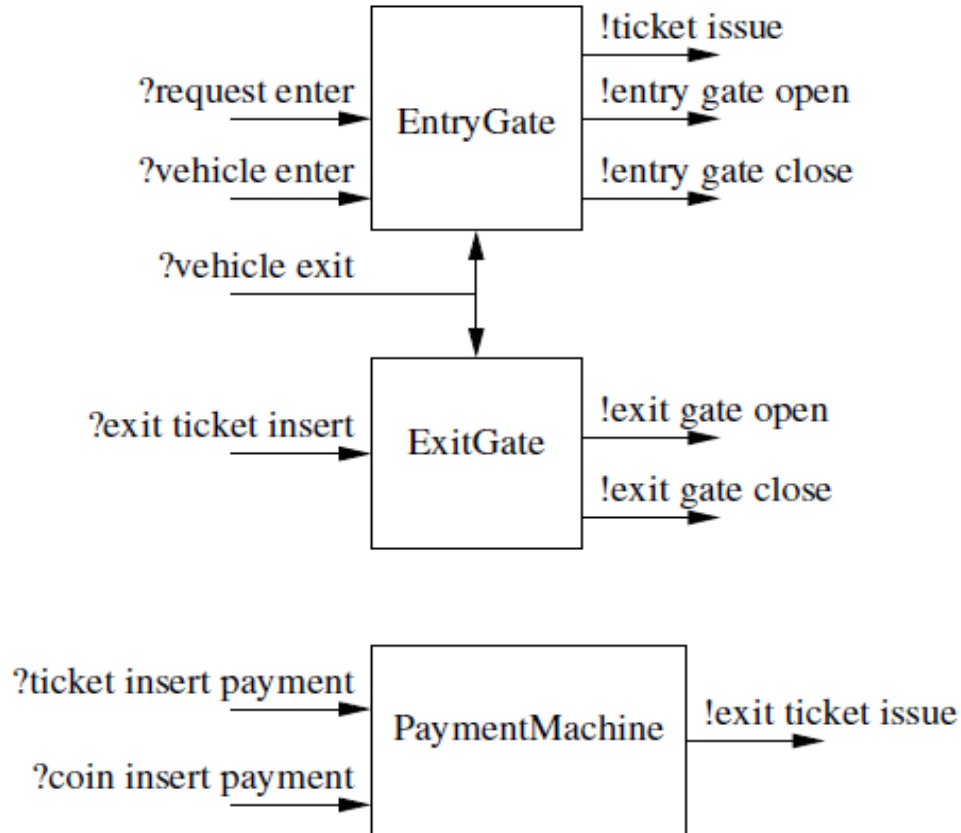 !ticket issue
?request enter
!entry gate open
EntryGate
?vehicle enter
!entry gate close
?vehicle exit
?exit ticket insert
!exit gate open
ExitGate
!exit gate close
?ticket insert payment
!exit ticket issue
PaymentMachine
?coin insert payment